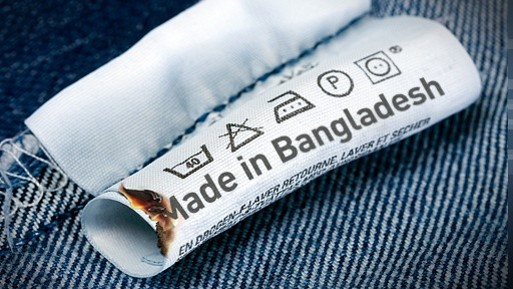 40 P ®
Made in Bangladesh
EN DROGEN A LAVER RETOURNE, LAVER ET SECHER